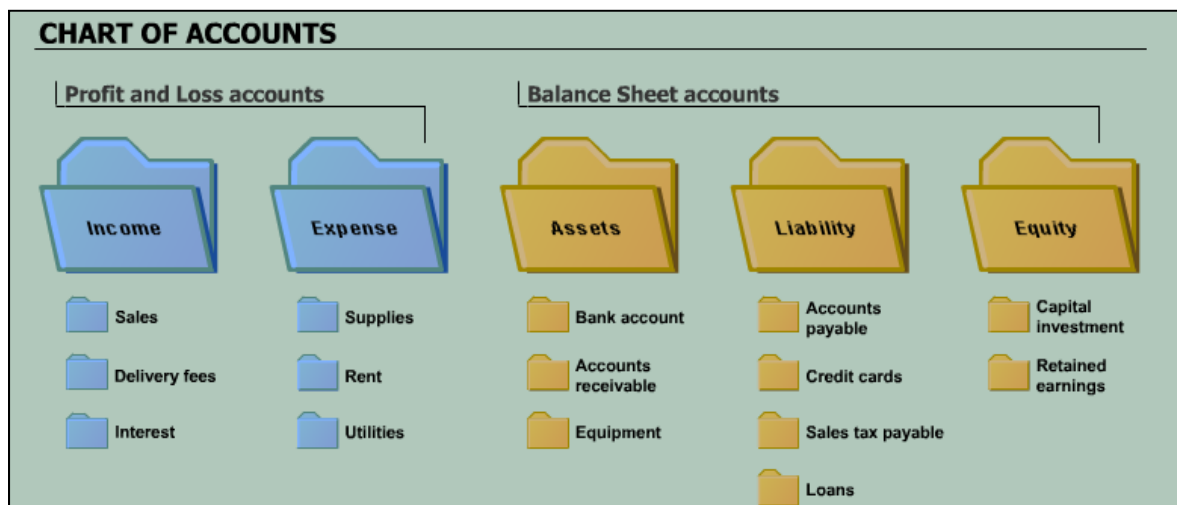 CHART OF ACCOUNTS
Profit and Loss accounts
Balance Sheet accounts
Income
Expense
Assets
Liability
Equity
Sales
Delivery fees
Interest
Supplies
Rent
Utilities
Bank account
Accounts
receivable
Equipment
Accounts
payable
Credit cards
Sales tax payable
Loans
Capital
investment
Retained
earnings